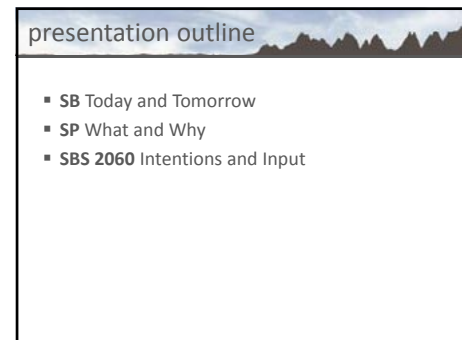 presentation outline
▪ SB Today and Tomorrow
▪ SP What and Why
▪ SBS 2060 Intentions and Input